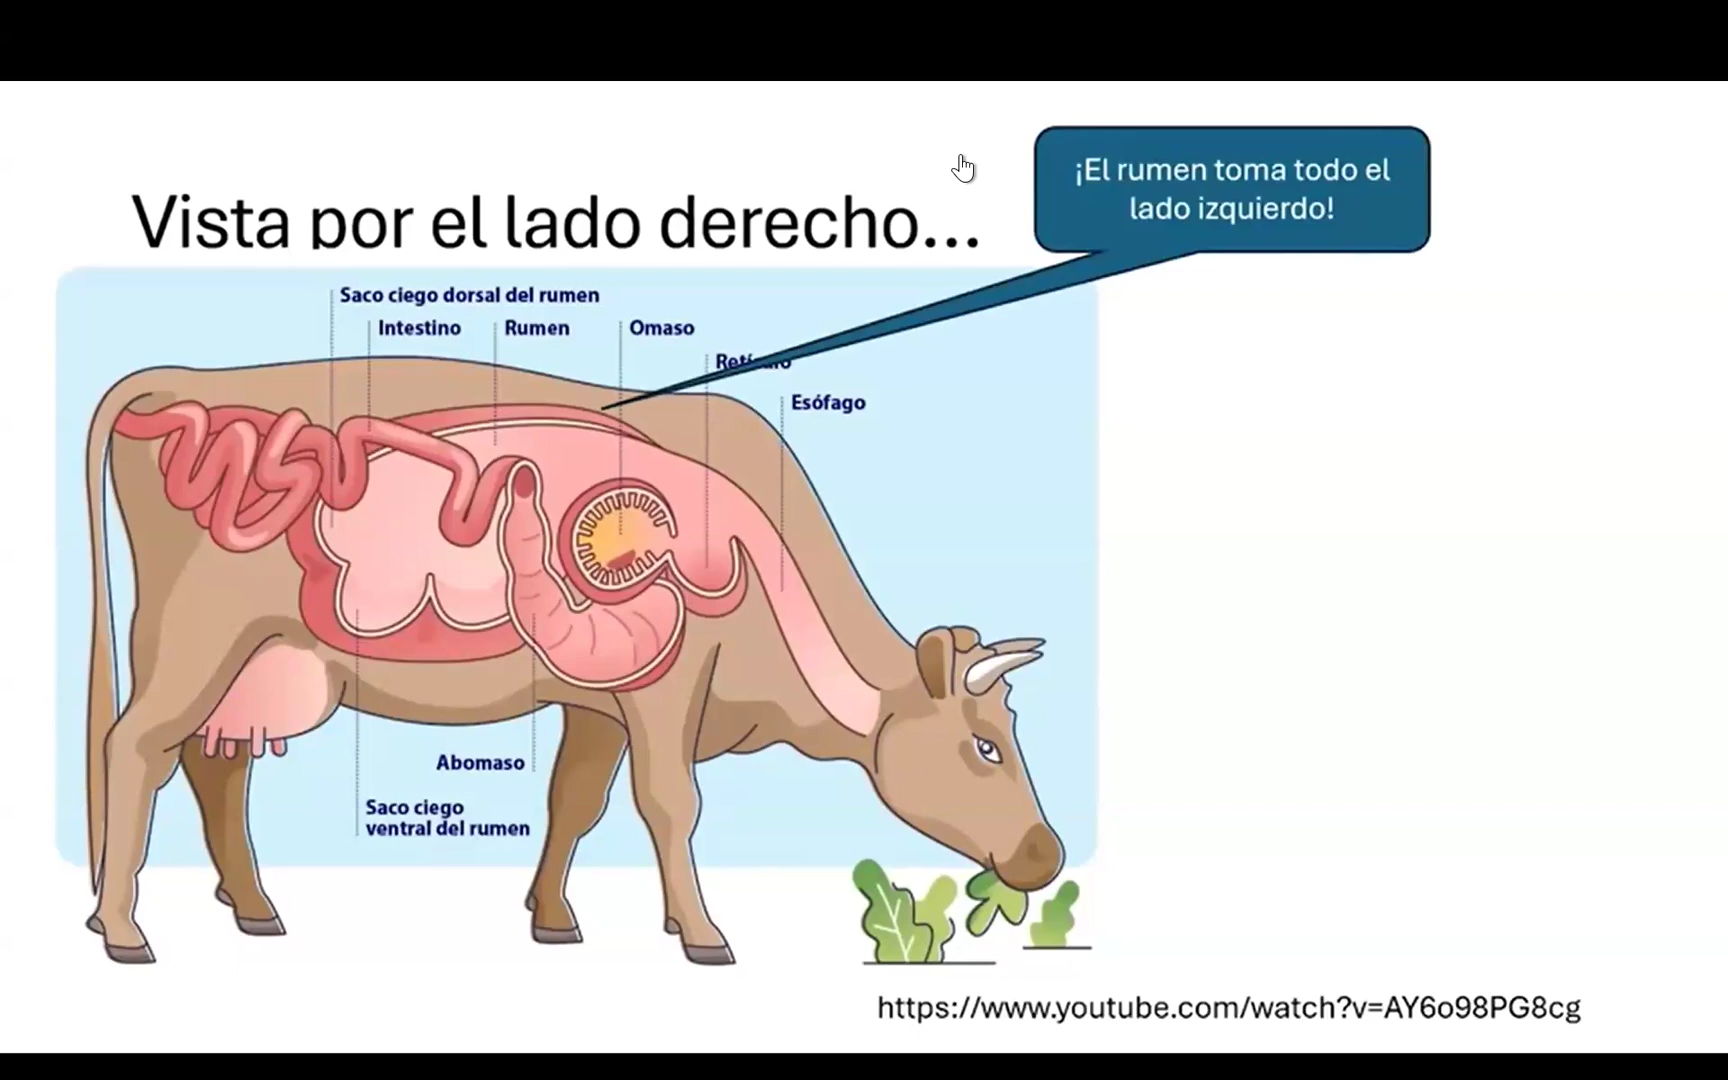 ¡El rumen toma todo el
lado izquierdo!
Vista por el lado derecho...
Saco ciego dorsal del rumen
Intestino
Rumen
Omaso
Esófago
Abomaso
Saco ciego
ventral del rumen
https://www.youtube.com/watch?v=AY6o98PG8cg